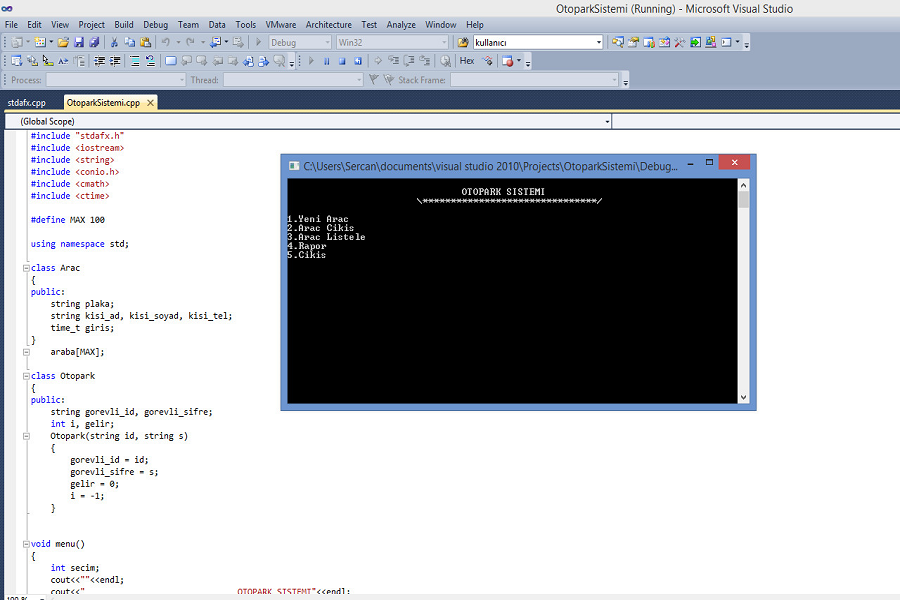 OtoparkSistemi (Running) - Microsoft Visual Studio
File Edit View Project Build Debug Team Data Tools VMware Architecture Test Analyze Window Help
Debug Win32 kullanıcı
Hex
Process: Thread: Stack Frame:
stdafx.cpp OtoparkSistemi.cpp
(Global Scope)
#include "stdafx.h"
#include <iostream>
#include <string>
#include <conio.h>
#include <cmath>
#include <ctime>
#define MAX 100
using namespace std;
class Arac
{
public:
string plaka;
string kisi_ad, kisi_soyad, kisi_tel;
time_t giris;
}
araba[MAX];
class Otopark
{
public:
string gorevli_id, gorevli_sifre;
int i, gelir;
Otopark(string id, string s)
{
gorevli_id = id;
gorevli_sifre = s;
gelir = 0;
i = -1;
}
void menu()
{
int secim;
cout<<""<<endl;
cout<<" OTOPARK SISTEMI"<<endl;
100 %
C:\Users\Sercan\documents\visual studio 2010\Projects\OtoparkSistemi\Debug...
OTOPARK SISTEMI
\*******************************/
1.Yeni Arac
2.Arac Cikis
3.Arac Listele
4.Rapor
5.Cikis